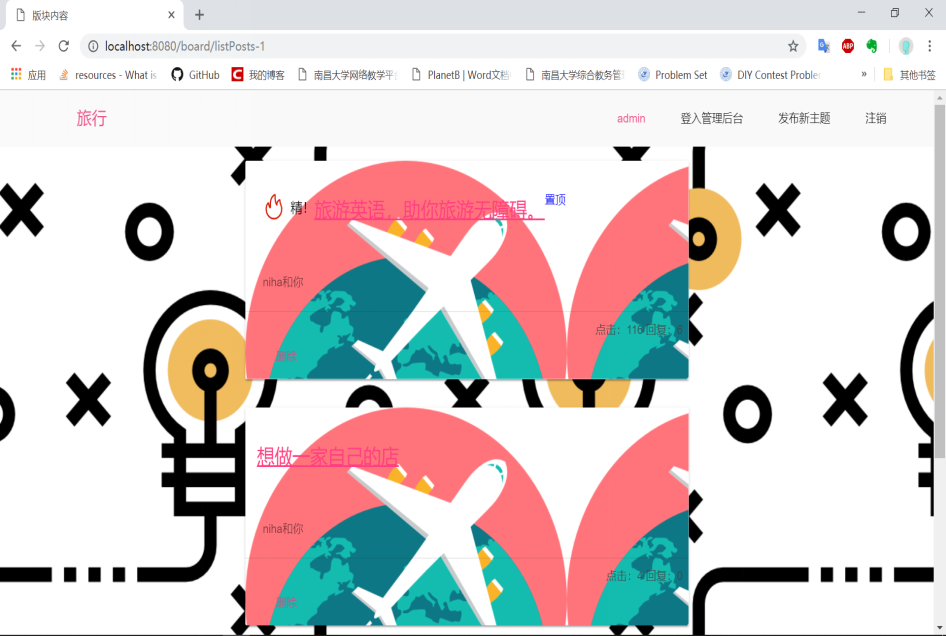 版块内容
localhost:8080/board/listPosts-1
应用 resources - What is GitHub 我的博客 南昌大学网络教学平 PlanetB | Word文档 南昌大学综合教务管 Problem Set DIY Contest Problem » 其他书签
旅行 admin 登入管理后台 发布新主题 注销
精! 旅游英语，助你旅游无障碍。 置顶
niha和你
点击：116 回复：6
删除
想做一家自己的店
niha和你
点击：4 回复：0
删除